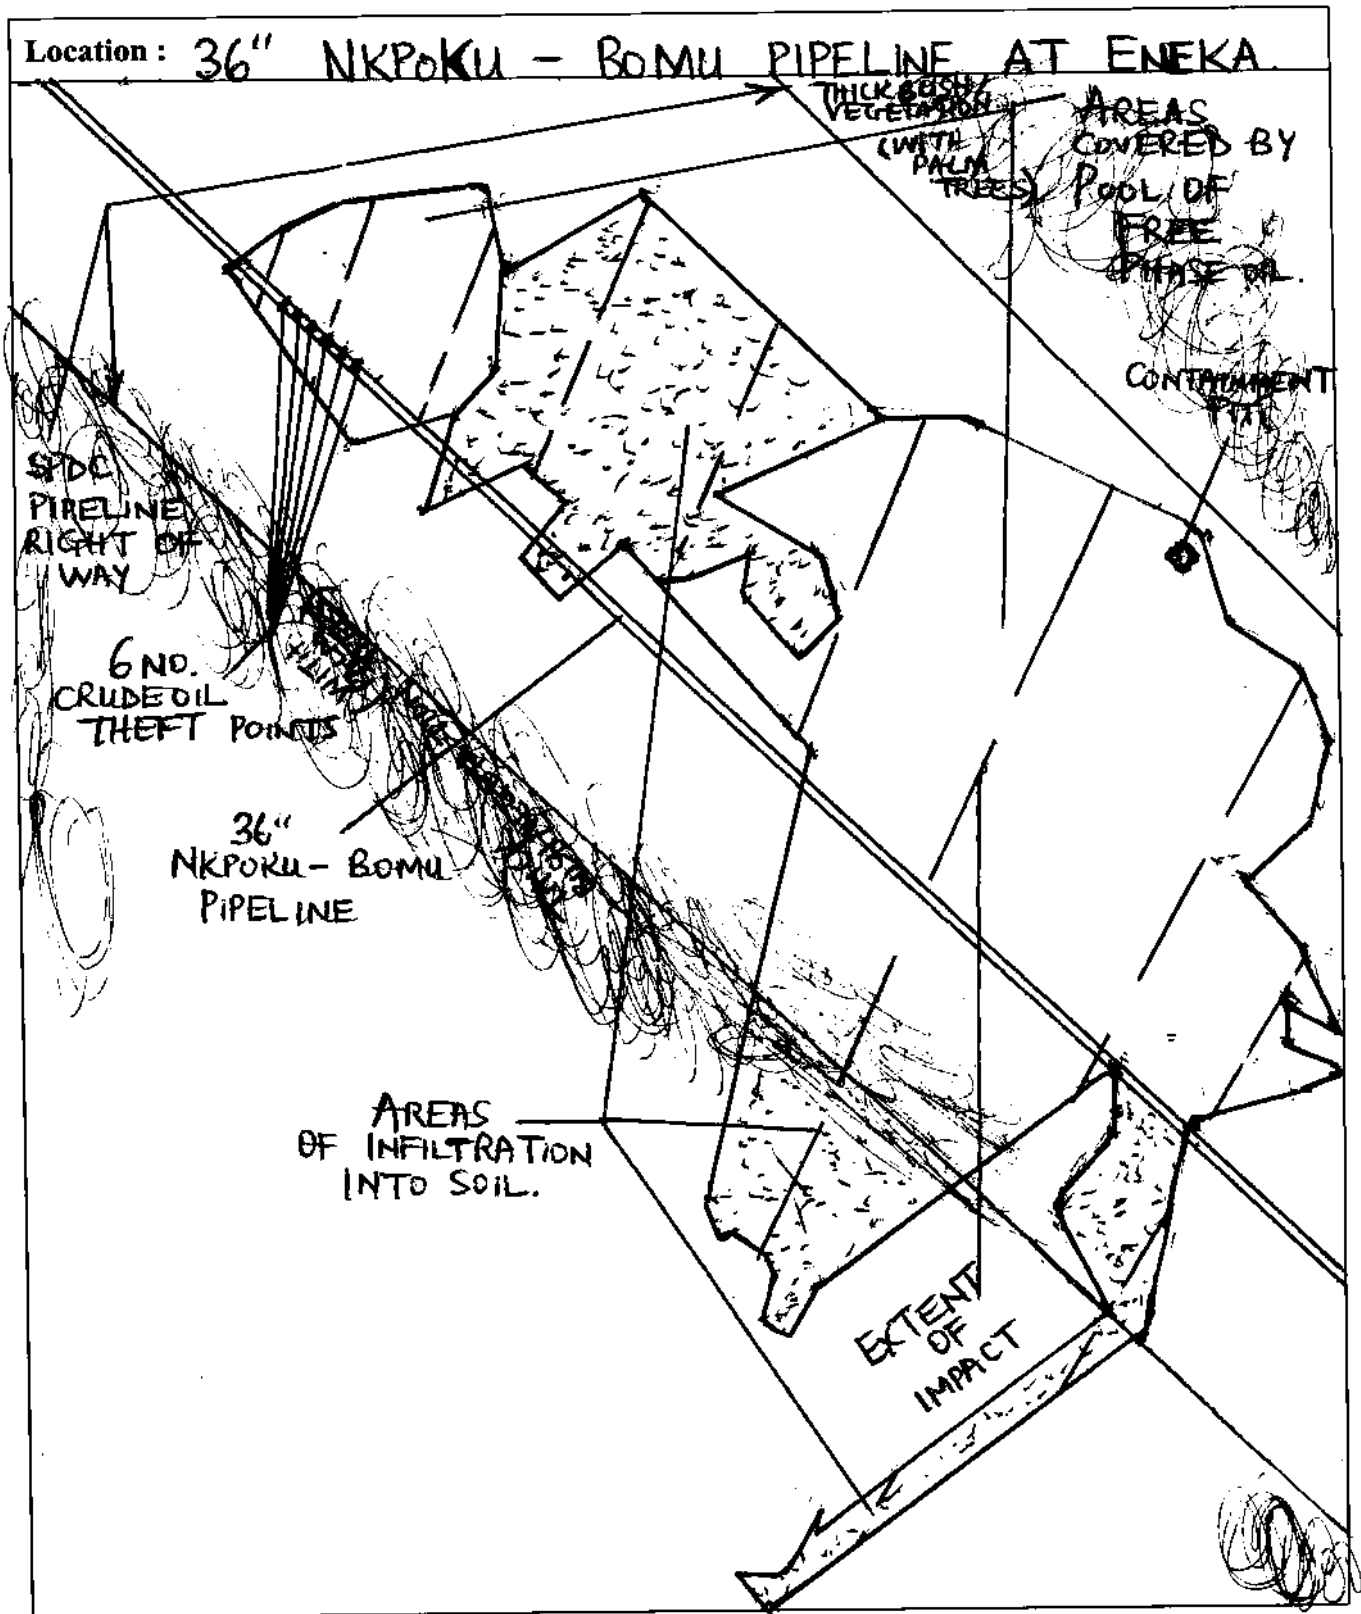 Location : 36" NKPOKU - BOMU PIPELINE AT ENEKA.
THICK BUSH/
VEGETATION
(WITH
PALM
TREES)
AREAS
COVERED BY
POOL OF
FREE
PHASE OIL.
CONTAINMENT
PIT
SPDC
PIPELINE
RIGHT OF
WAY
6 NO.
CRUDE OIL
THEFT POINTS
36"
NKPOKU - BOMU
PIPELINE
AREAS
OF INFILTRATION
INTO SOIL.
EXTENT
OF
IMPACT